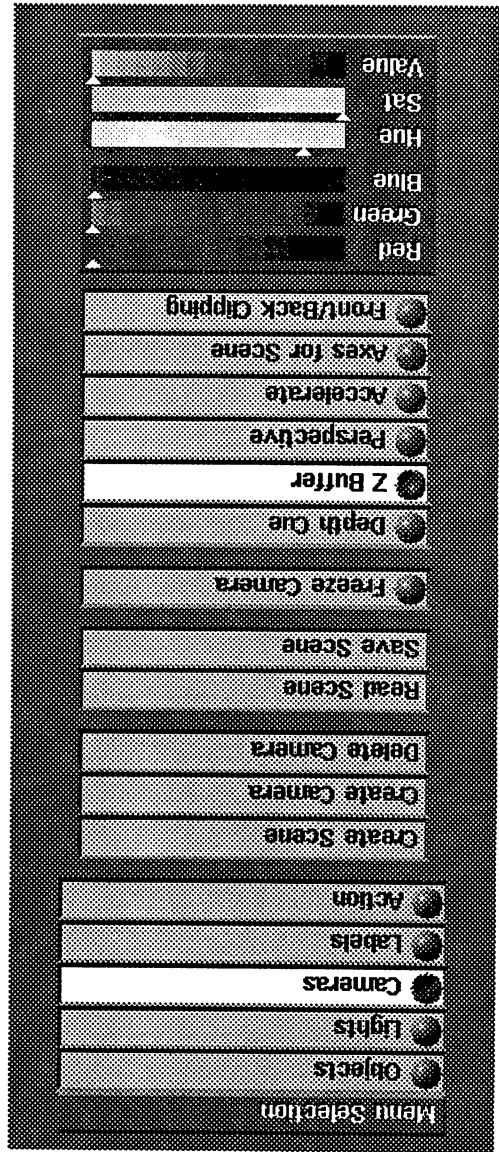 Menu Selection
Objects
Lights
Cameras
Labels
Action
Create Scene
Create Camera
Delete Camera
Read Scene
Save Scene
Freeze Camera
Depth Cue
Z Buffer
Perspective
Accelerate
Axes for Scene
Front/Back Clipping
Red
Green
Blue
Hue
Sat
Value